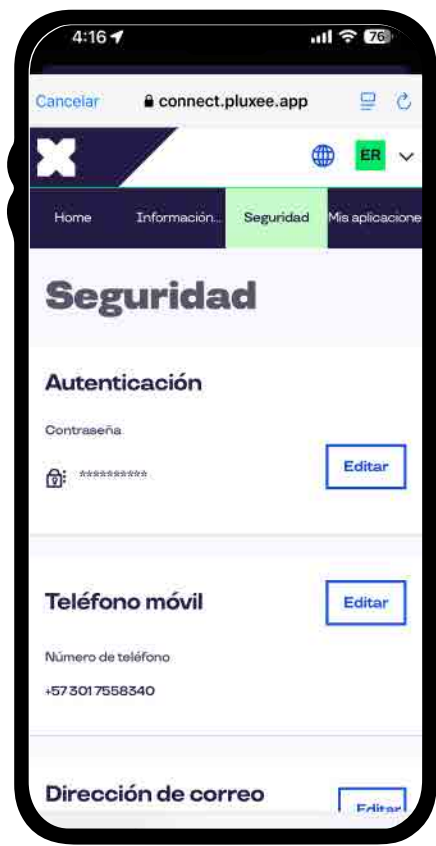 4:16
76
Cancelar connect.pluxee.app
ER
Home Información... Seguridad Mis aplicacione
Seguridad
Autenticación
Contraseña
**********
Editar
Teléfono móvil Editar
Número de teléfono
+573017558340
Dirección de correo Editar